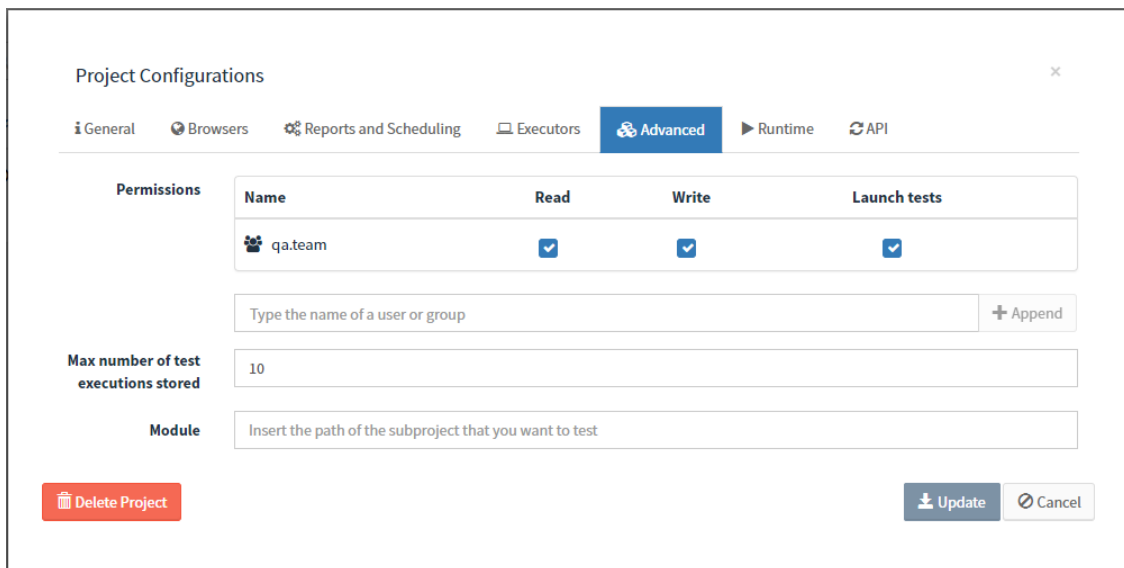 Project Configurations
×
General Browsers Reports and Scheduling Executors Advanced Runtime API
Permissions
Name Read Write Launch tests
qa.team
Type the name of a user or group
Append
Max number of test
executions stored
10
Module
Insert the path of the subproject that you want to test
Delete Project
Update
Cancel